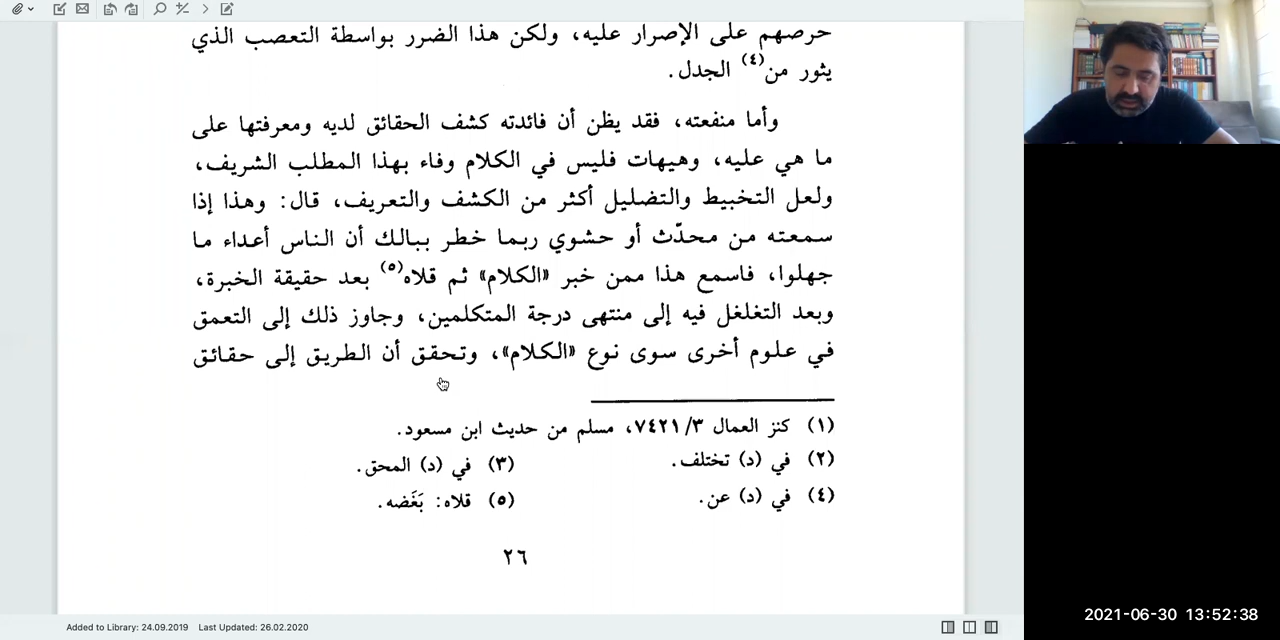 حرصهم على الإصرار عليه، ولكن هذا الضرر بواسطة التعصب الذي
يثور من(٤) الجدل.
وأما منفعته، فقد يظن أن فائدته كشف الحقائق لديه ومعرفتها على
ما هي عليه، وهيهات فليس في الكلام وفاء بهذا المطلب الشريف،
ولعل التخبيط والتضليل أكثر من الكشف والتعريف، قال: وهذا إذا
سمعته من محدّث أو حشوي ربما خطر ببالك أن الناس أعداء ما
جهلوا، فاسمع هذا ممن خبر «الكلام» ثم قلاه(٥) بعد حقيقة الخبرة،
وبعد التغلغل فيه إلى منتهى درجة المتكلمين، وجاوز ذلك إلى التعمق
في علوم أخرى سوى نوع «الكلام»، وتحقق أن الطريق إلى حقائق
(١) كنز العمال ٧٤٢١/٣، مسلم من حديث ابن مسعود.
(٢) في (د) تختلف. (٣) في (د) المحق.
(٤) في (د) عن. (٥) قلاه: بَغَضه.
٢٦
Added to Library: 24.09.2019 Last Updated: 26.02.2020
2021-06-30 13:52:38